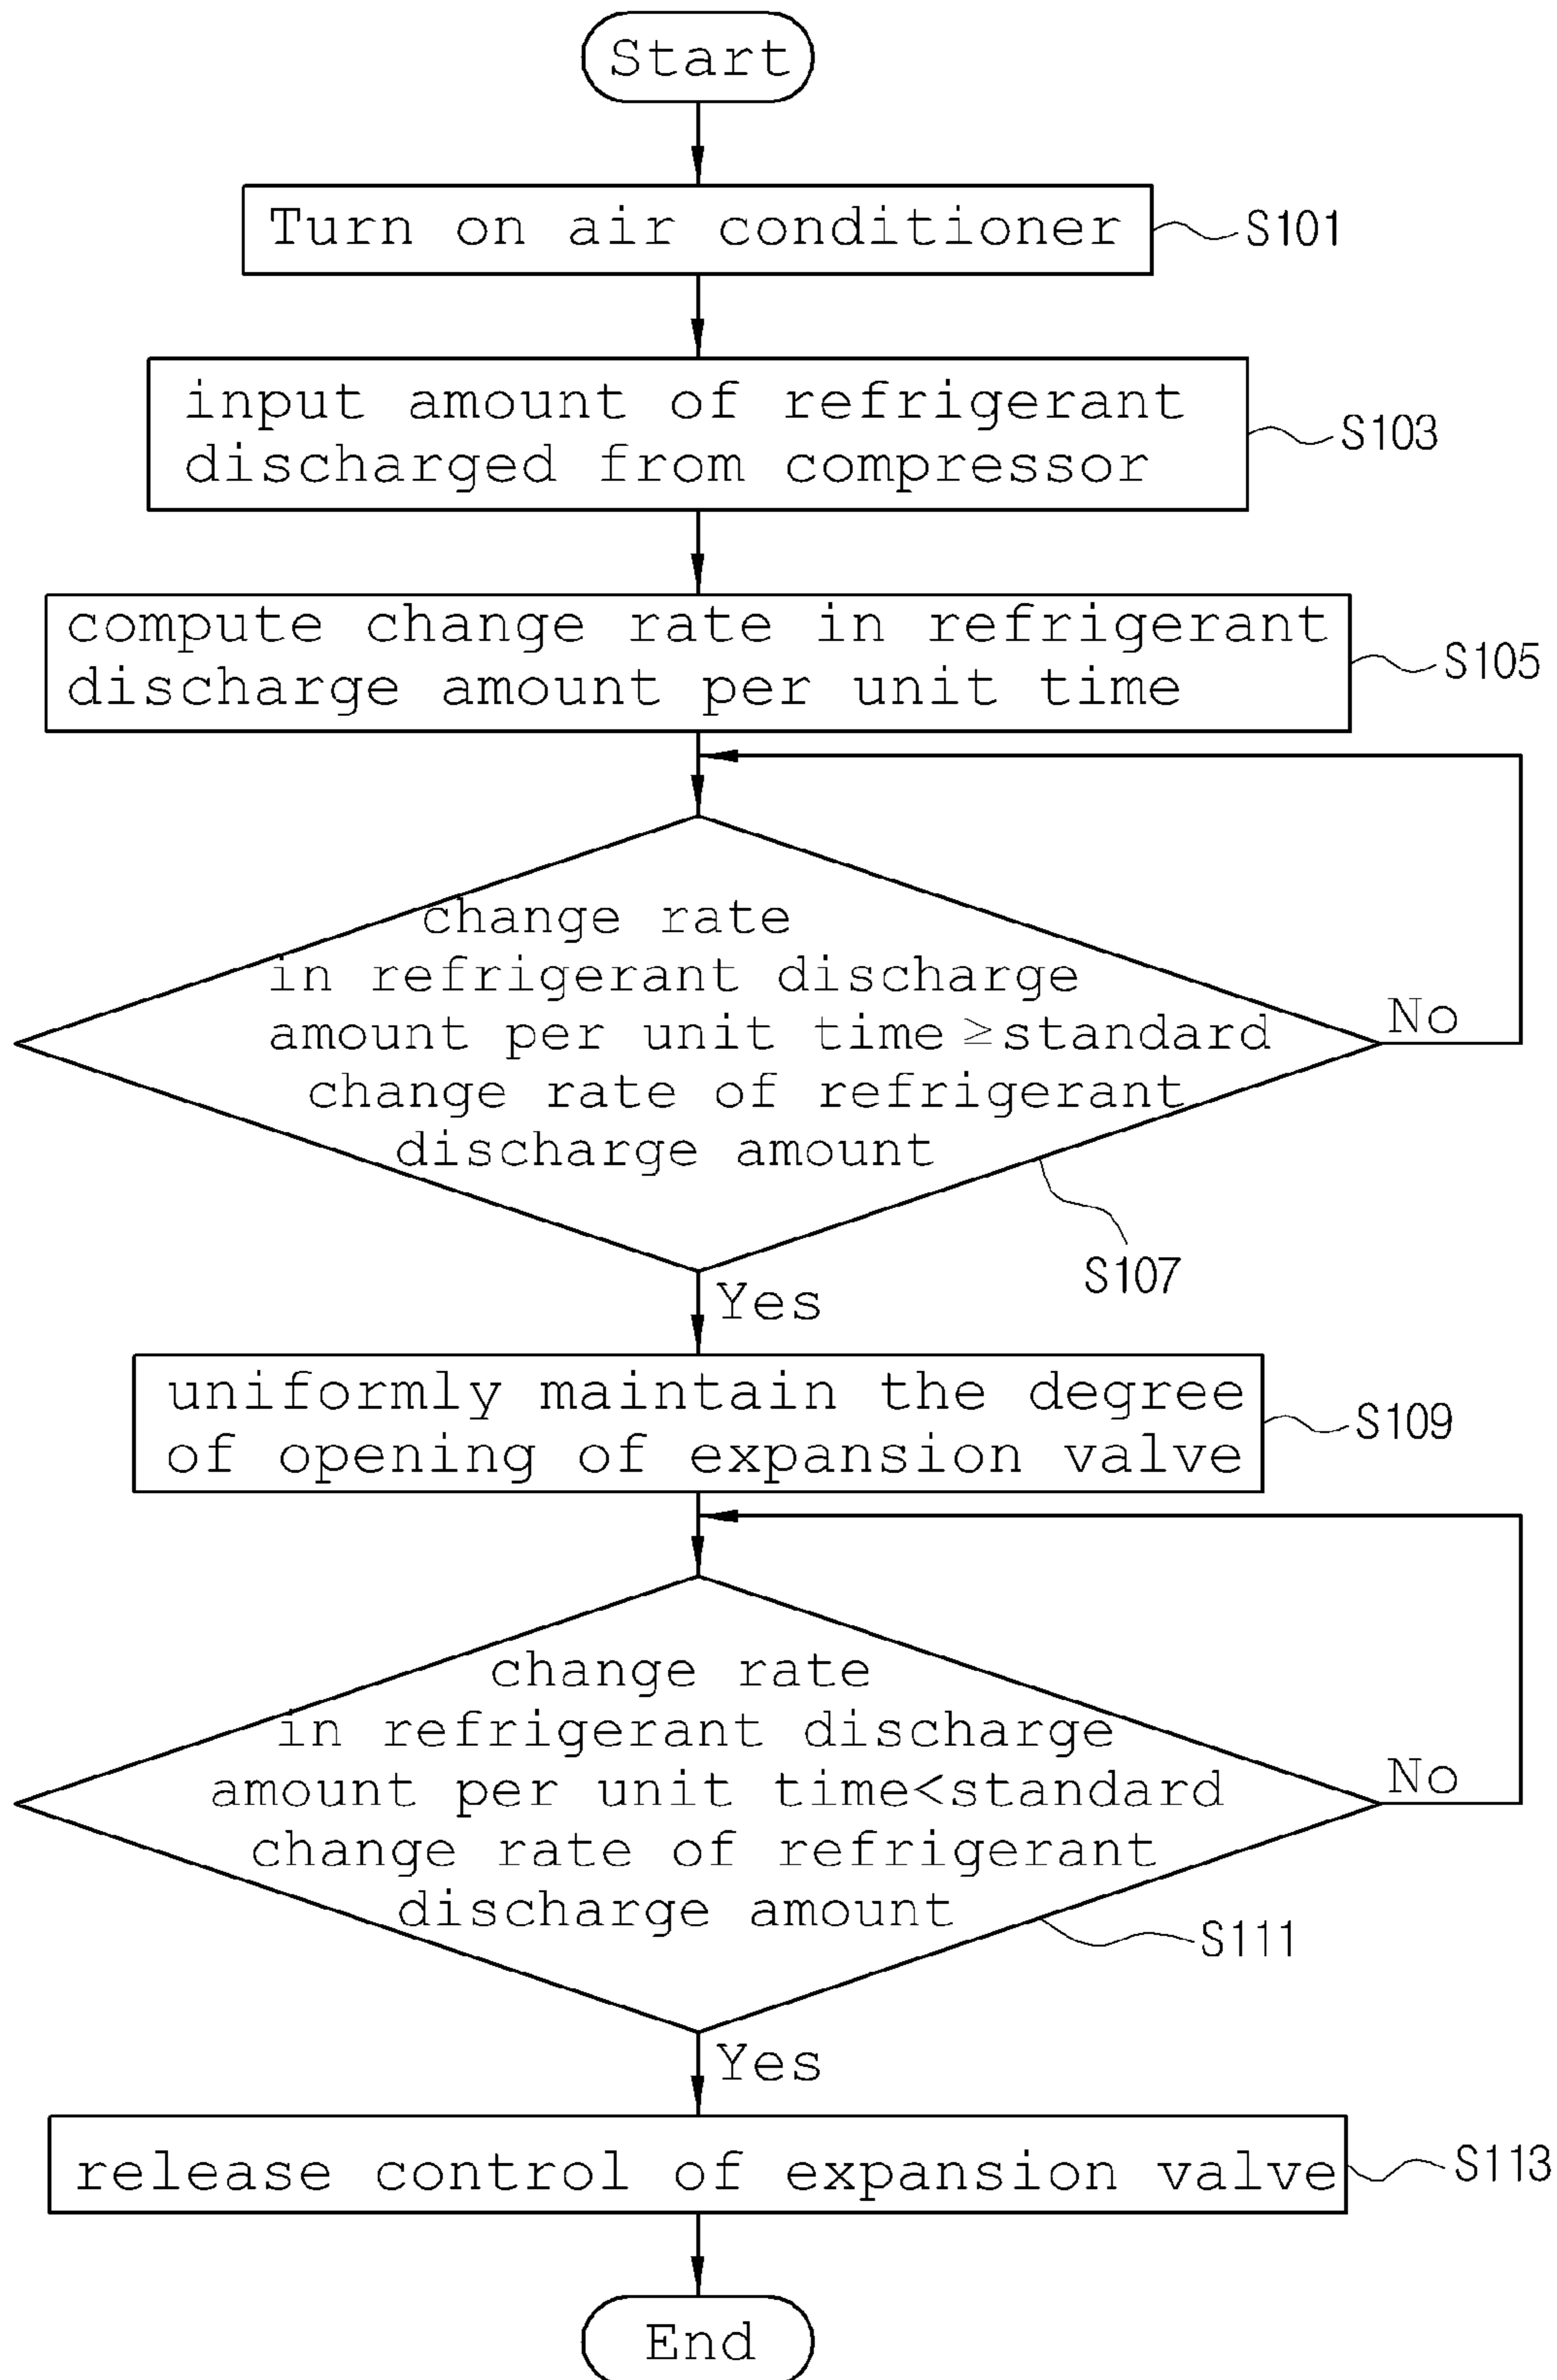 Start
Turn on air conditioner
S101
input amount of refrigerant
discharged from compressor
S103
compute change rate in refrigerant
discharge amount per unit time
S105
change rate
in refrigerant discharge
amount per unit time≥standard
change rate of refrigerant
discharge amount
No
S107
Yes
uniformly maintain the degree
of opening of expansion valve
S109
change rate
in refrigerant discharge
amount per unit time<standard
change rate of refrigerant
discharge amount
No
S111
Yes
release control of expansion valve
S113
End